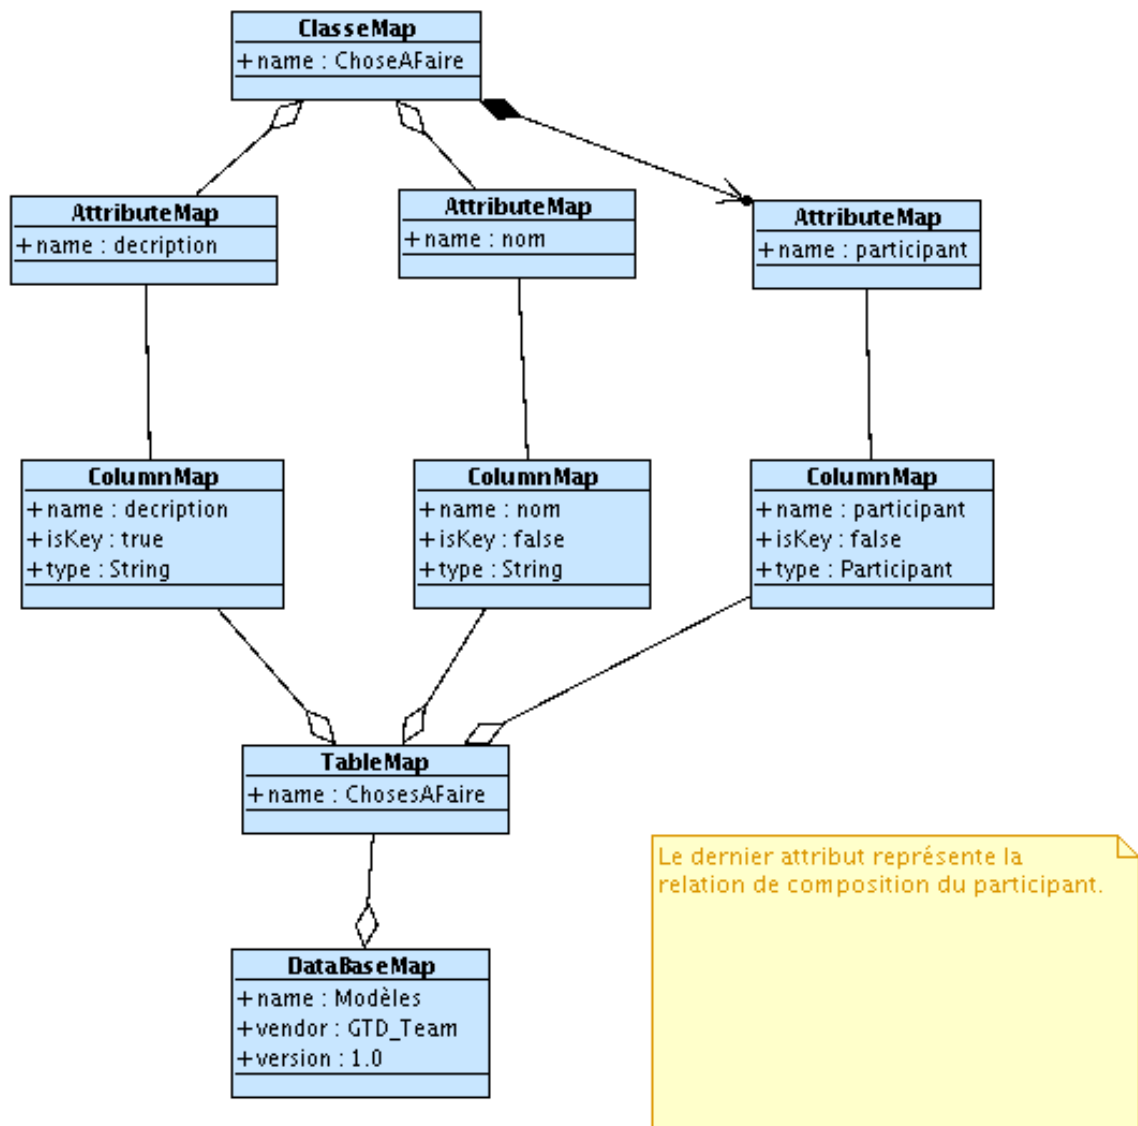 ClasseMap
+ name : ChoseAFaire
AttributeMap
+ name : decription
AttributeMap
+ name : nom
AttributeMap
+ name : participant
ColumnMap
+ name : decription
+ isKey : true
+ type : String
ColumnMap
+ name : nom
+ isKey : false
+ type : String
ColumnMap
+ name : participant
+ isKey : false
+ type : Participant
TableMap
+ name : ChosesAFaire
Le dernier attribut représente la
relation de composition du participant.
DataBaseMap
+ name : Modèles
+ vendor : GTD_Team
+ version : 1.0